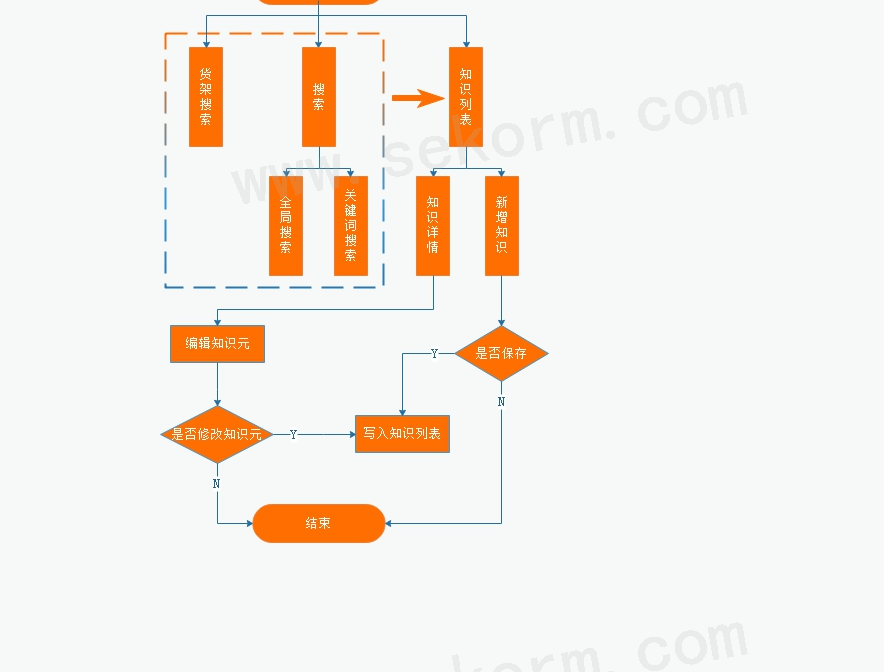 货架搜索
搜索
知识列表
www.sekorm.com
全局搜索
关键词搜索
知识详情
新增知识
编辑知识元
Y
是否保存
N
是否修改知识元
Y
写入知识列表
N
结束
sekorm.com